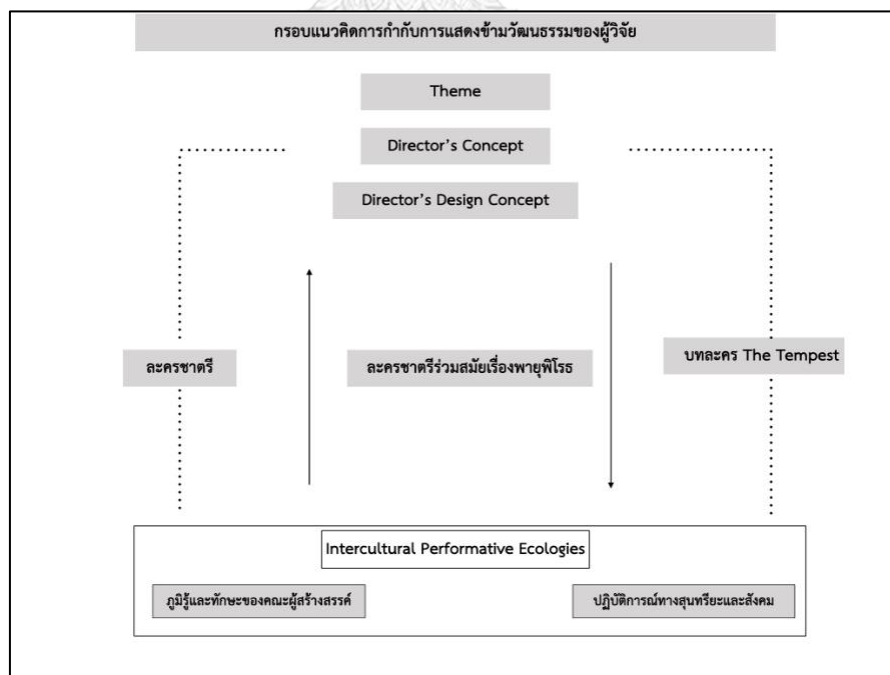 กรอบแนวคิดการกำกับการแสดงข้ามวัฒนธรรมของผู้วิจัย
Theme
Director's Concept
Director's Design Concept
ละครชาตรี
ละครชาตรีร่วมสมัยเรื่องพายุพิโรธ
บทละคร The Tempest
Intercultural Performative Ecologies
ภูมิรู้และทักษะของคณะผู้สร้างสรรค์
ปฏิบัติการณ์ทางสุนทรียะและสังคม